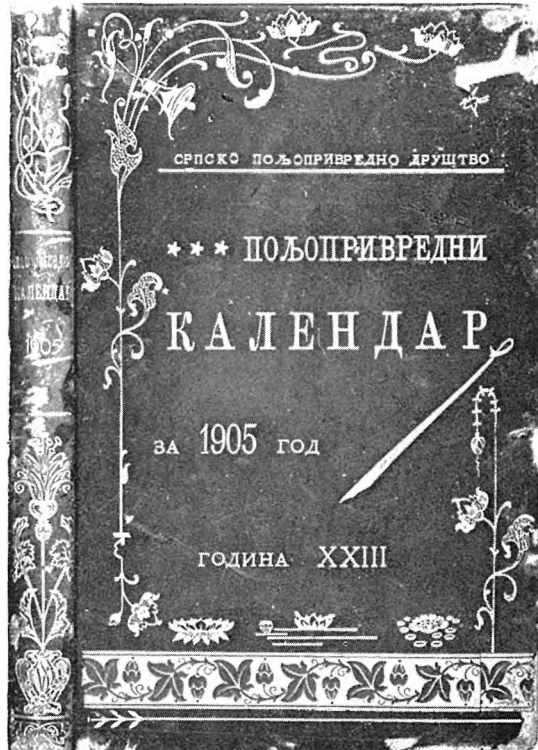 СРПСКО ПОЉОПРИВРЕДНО ДРУШТВО
*** ПОЉОПРИВРЕДНИ
КАЛЕНДАР
ЗА 1905 ГОД
ГОДИНА XXIII
КАЛЕНДАР
1905